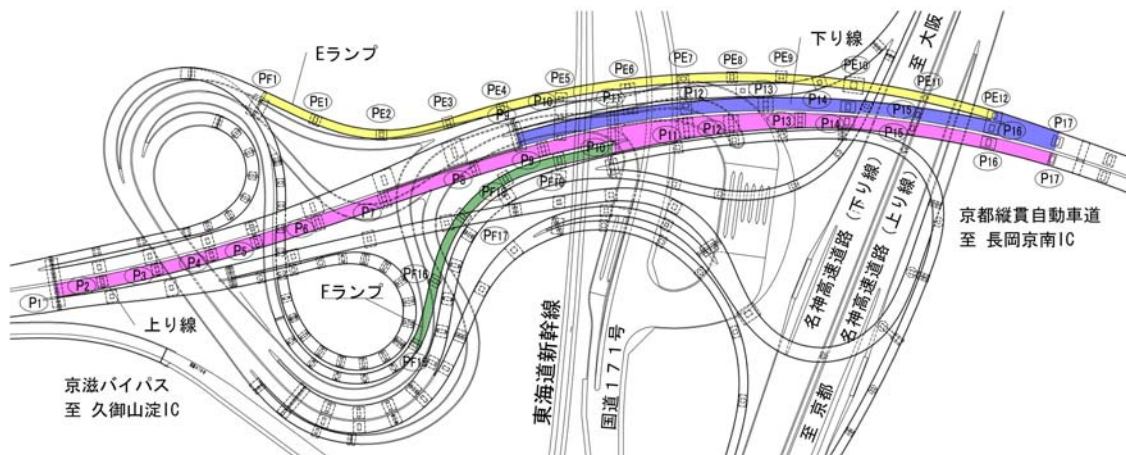 Eランプ
下り線
至 大阪
PF1
PE1
PE2
PE3
PE4
PE5
PE6
PE7
PE8
PE9
PE10
PE11
PE12
P9
P10
P11
P12
P13
P14
P15
P16
P17
P1
P2
P3
P4
P5
P6
P7
P8
P9
P10
P11
P12
P13
P14
P15
P16
P17
PF19
PF18
PF17
PF16
PF15
Fランプ
上り線
京滋バイパス
至 久御山淀IC
東海道新幹線
国道171号
名神高速道路(下り線)
名神高速道路(上り線)
至 京都
京都縦貫自動車道
至 長岡京南IC